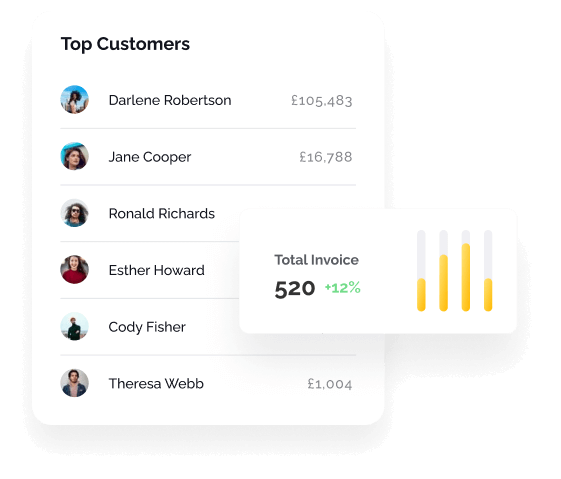 Top Customers
Darlene Robertson £105,483
Jane Cooper £16,788
Ronald Richards
Esther Howard
Total Invoice
520 +12%
Cody Fisher
Theresa Webb £1,004